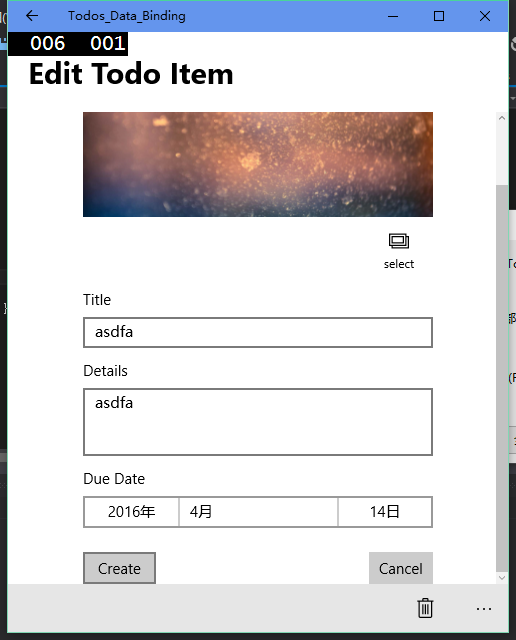 Todos_Data_Binding
006 001
Edit Todo Item
select
Title
asdfa
Details
asdfa
Due Date
2016年 4月 14日
Create Cancel